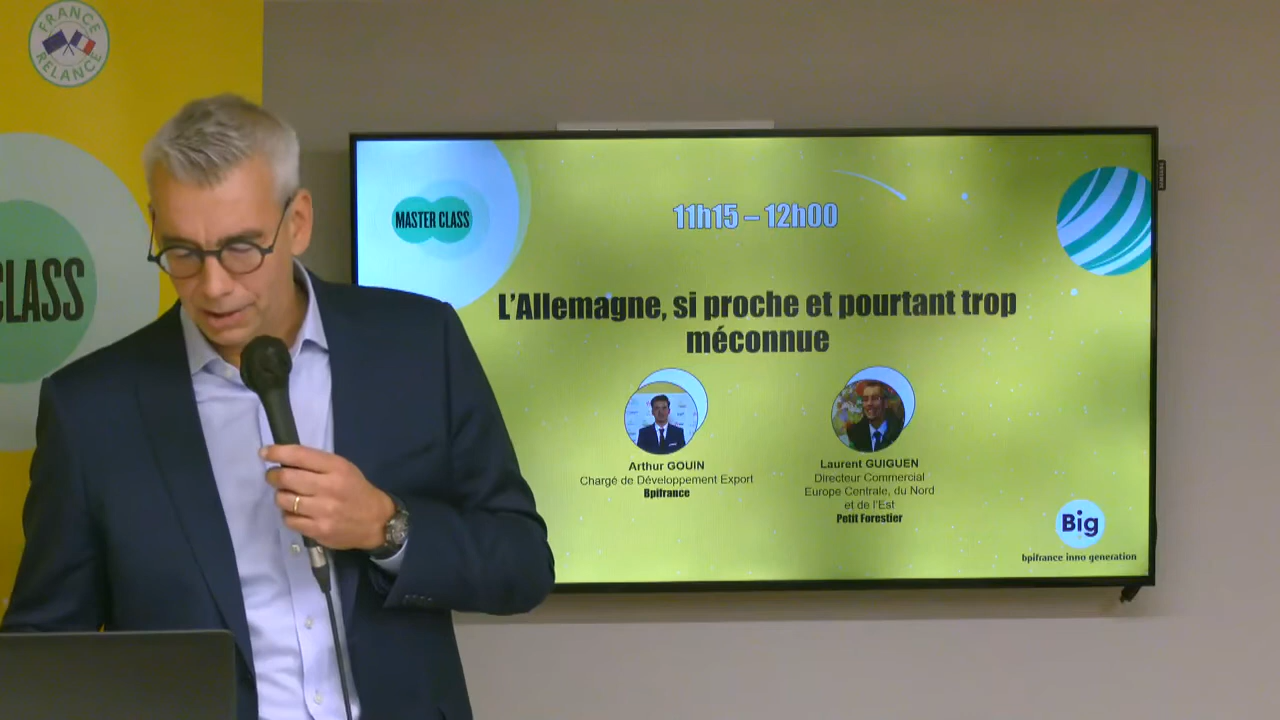 FRANCE
RELANCE
CLASS
MASTER CLASS
11h15 – 12h00
L'Allemagne, si proche et pourtant trop
méconnue
Arthur GOUIN
Chargé de Développement Export
Bpifrance
Laurent GUIGUEN
Directeur Commercial
Europe Centrale, du Nord
et de l'Est
Petit Forestier
Big
bpifrance inno generation